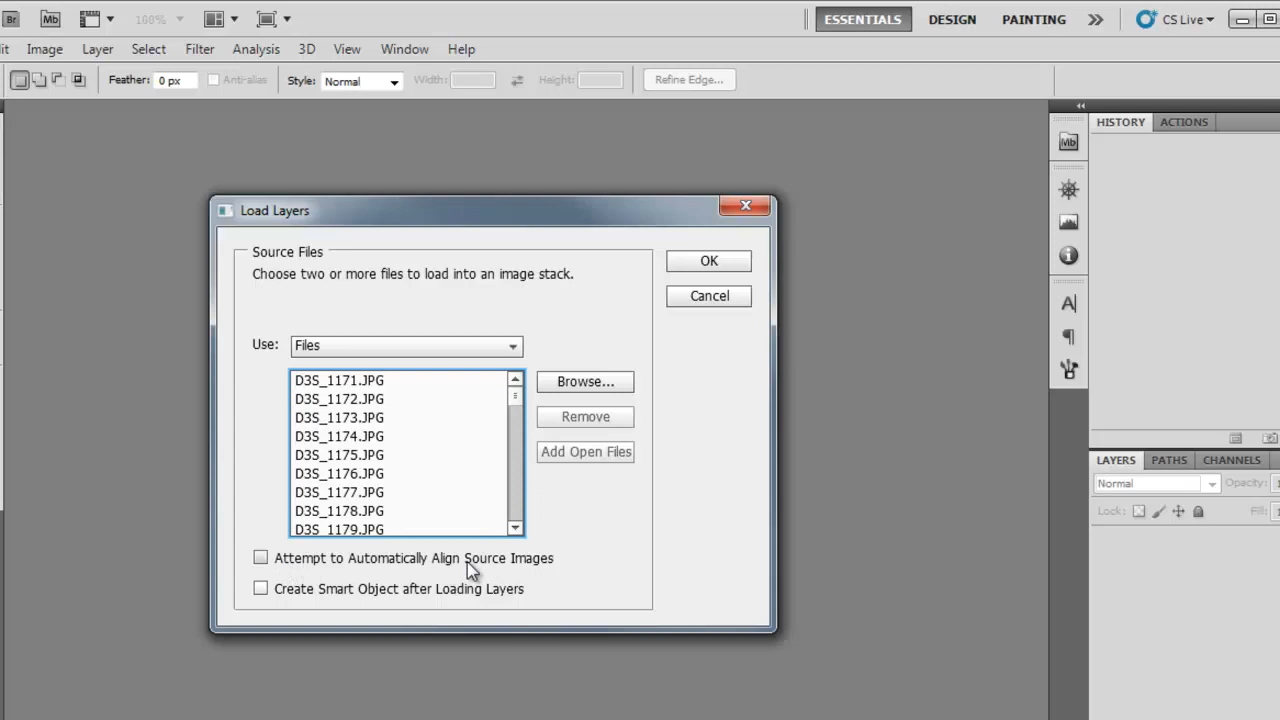 Br Mb 100% ESSENTIALS DESIGN PAINTING CS Live
it Image Layer Select Filter Analysis 3D View Window Help
Feather: 0 px Anti-alias Style: Normal Width: Height: Refine Edge...
HISTORY ACTIONS
Mb
Load Layers
Source Files
Choose two or more files to load into an image stack.
OK
Cancel
Use: Files
D3S_1171.JPG
D3S_1172.JPG
D3S_1173.JPG
D3S_1174.JPG
D3S_1175.JPG
D3S_1176.JPG
D3S_1177.JPG
D3S_1178.JPG
D3S_1179.JPG
Browse...
Remove
Add Open Files
Attempt to Automatically Align Source Images
Create Smart Object after Loading Layers
A
LAYERS PATHS CHANNELS
Normal Opacity: 1
Lock: Fill: 1